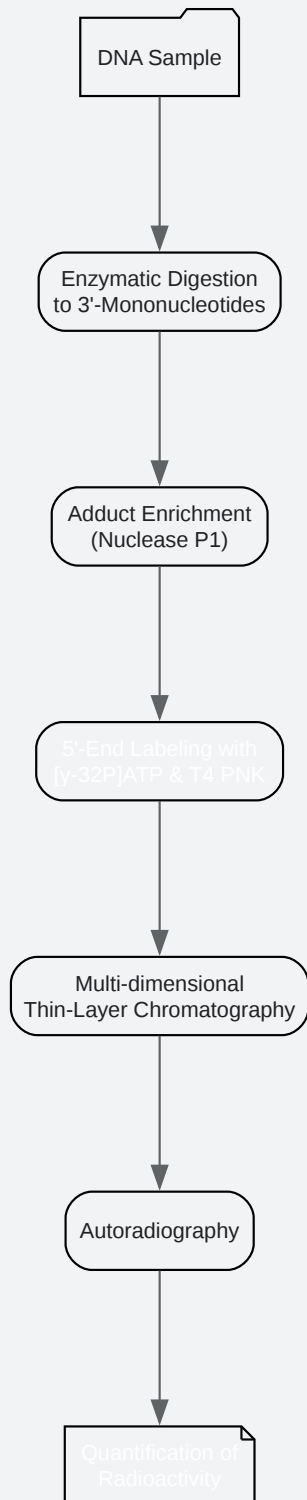 DNA Sample
Enzymatic Digestion
to 3'-Mononucleotides
Adduct Enrichment
(Nuclease P1)
5'-End Labeling with
[γ-32P]ATP & T4 PNK
Multi-dimensional
Thin-Layer Chromatography
Autoradiography
Quantification of
Radioactivity